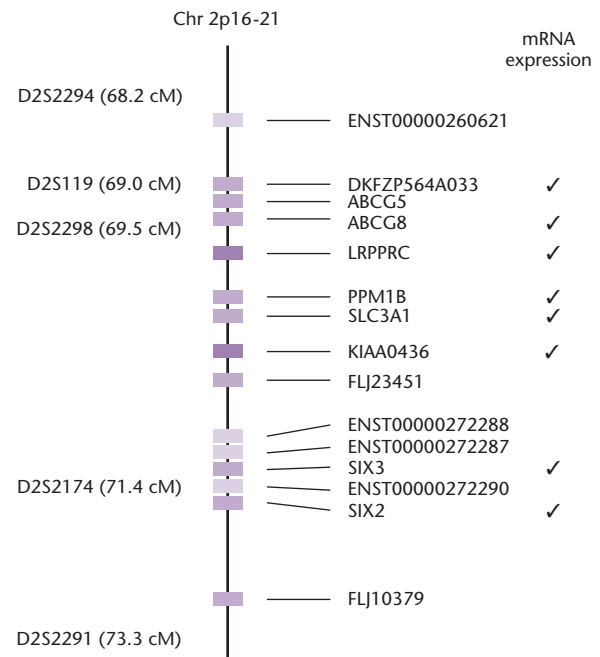 Chr 2p16-21
mRNA
expression
D2S2294 (68.2 cM)
ENST00000260621
D2S119 (69.0 cM)
DKFZP564A033 ✓
ABCG5
D2S2298 (69.5 cM)
ABCG8 ✓
LRPPRC ✓
PPM1B ✓
SLC3A1 ✓
KIAA0436 ✓
FLJ23451
ENST00000272288
ENST00000272287
SIX3 ✓
D2S2174 (71.4 cM)
ENST00000272290
SIX2 ✓
FLJ10379
D2S2291 (73.3 cM)